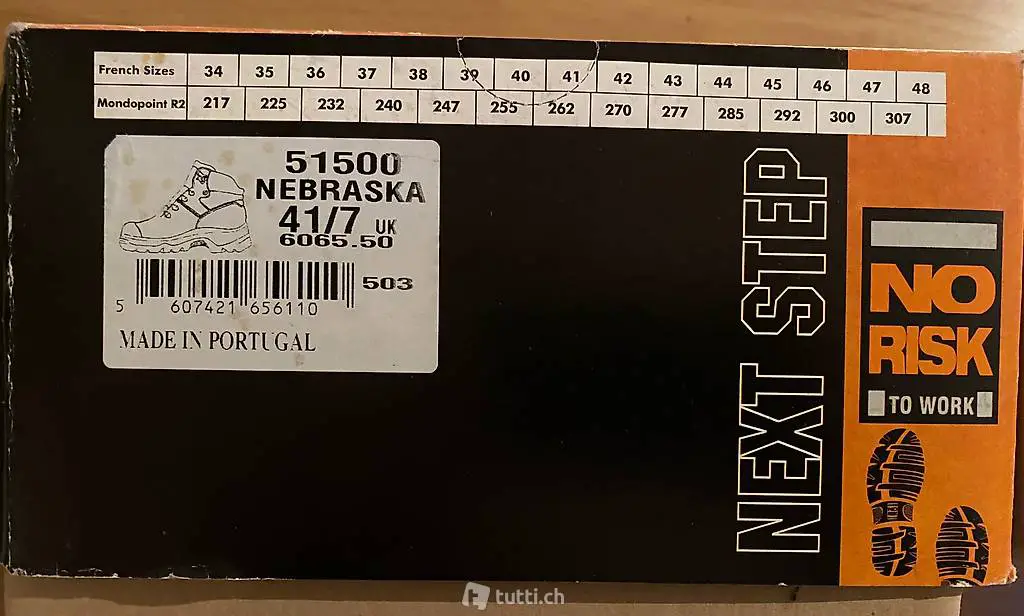 French Sizes 34 35 36 37 38 39 40 41 42 43 44 45 46 47 48
Mondopoint R2 217 225 232 240 247 255 262 270 277 285 292 300 307
51500
NEBRASKA
41/7 UK
6065.50
503
5 607421 656110
MADE IN PORTUGAL
NEXT STEP
NO
RISK
TO WORK
tutti.ch